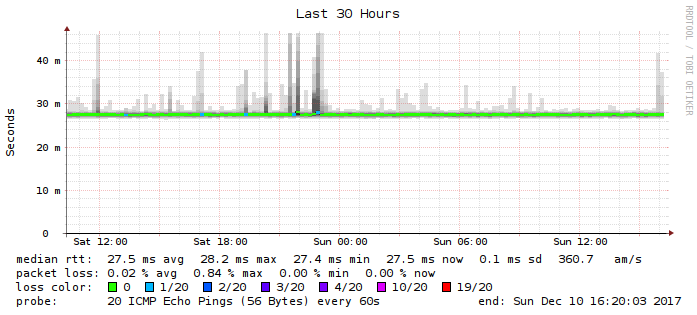 Last 30 Hours
RRDTOOL / TOBI OETIKER
Seconds
40 m
30 m
20 m
10 m
0
Sat 12:00 Sat 18:00 Sun 00:00 Sun 06:00 Sun 12:00
median rtt: 27.5 ms avg 28.2 ms max 27.4 ms min 27.5 ms now 0.1 ms sd 360.7 am/s
packet loss: 0.02 % avg 0.84 % max 0.00 % min 0.00 % now
loss color: 0 1/20 2/20 3/20 4/20 10/20 19/20
probe: 20 ICMP Echo Pings (56 Bytes) every 60s end: Sun Dec 10 16:20:03 2017